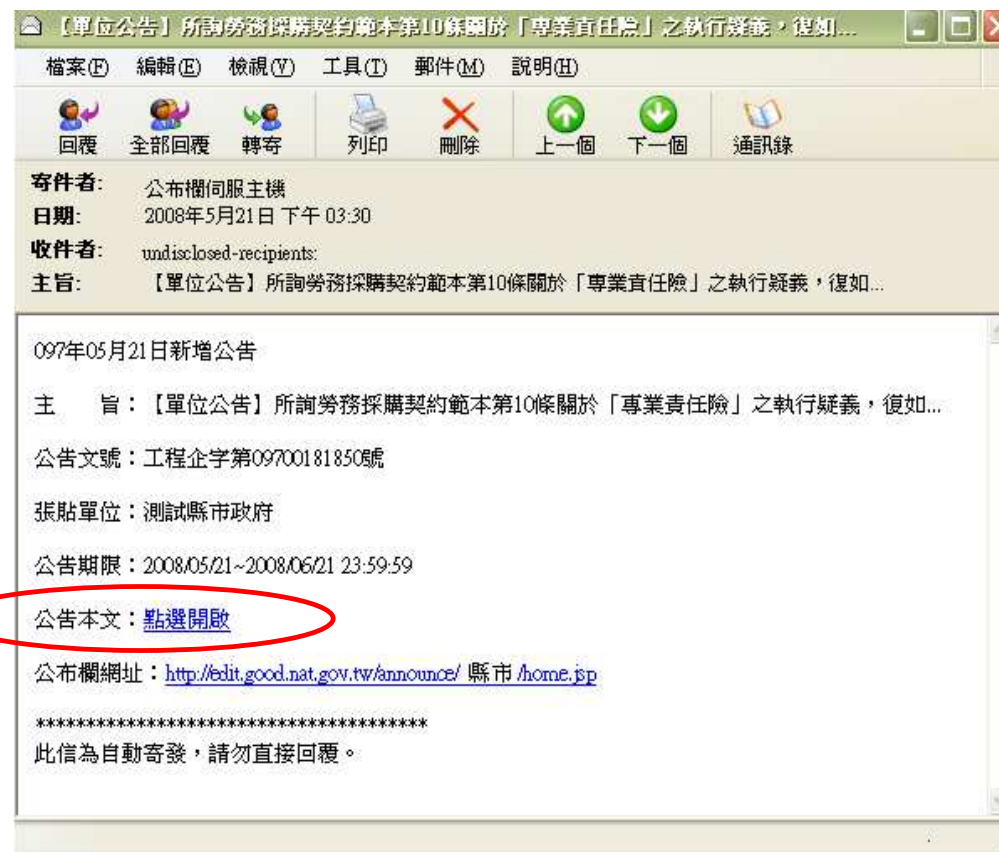 【單位公告】所詢勞務採購契約範本第10條關於「專業責任險」之執行疑義，復如...
檔案(F) 編輯(E) 檢視(V) 工具(T) 郵件(M) 說明(H)
回覆 全部回覆 轉寄 列印 刪除 上一個 下一個 通訊錄
寄件者: 公布欄伺服主機
日期: 2008年5月21日 下午 03:30
收件者: undisclosed-recipients:
主旨: 【單位公告】所詢勞務採購契約範本第10條關於「專業責任險」之執行疑義，復如...
097年05月21日新增公告
主　　旨：【單位公告】所詢勞務採購契約範本第10條關於「專業責任險」之執行疑義，復如...
公告文號：工程企字第09700181850號
張貼單位：測試縣市政府
公告期限：2008/05/21~2008/06/21 23:59:59
公告本文：點選開啟
公布欄網址：http://edit.good.nat.gov.tw/announce/ 縣市 /home.jsp
****************************************
此信為自動寄發，請勿直接回覆。